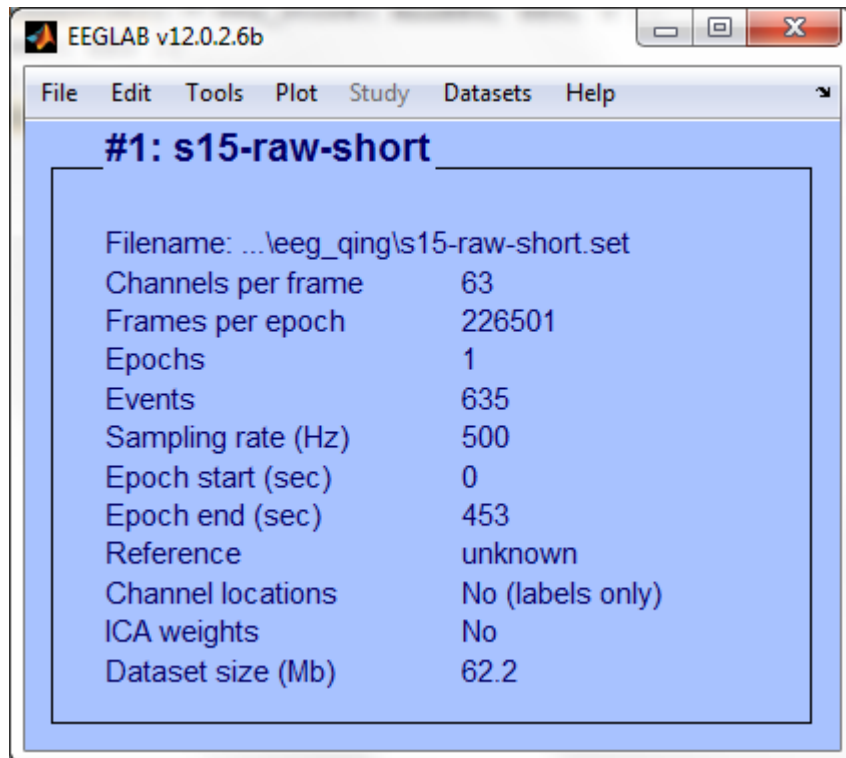 EEGLAB v12.0.2.6b
File Edit Tools Plot Study Datasets Help
#1: s15-raw-short
Filename: ...\eeg_qing\s15-raw-short.set
Channels per frame 63
Frames per epoch 226501
Epochs 1
Events 635
Sampling rate (Hz) 500
Epoch start (sec) 0
Epoch end (sec) 453
Reference unknown
Channel locations No (labels only)
ICA weights No
Dataset size (Mb) 62.2